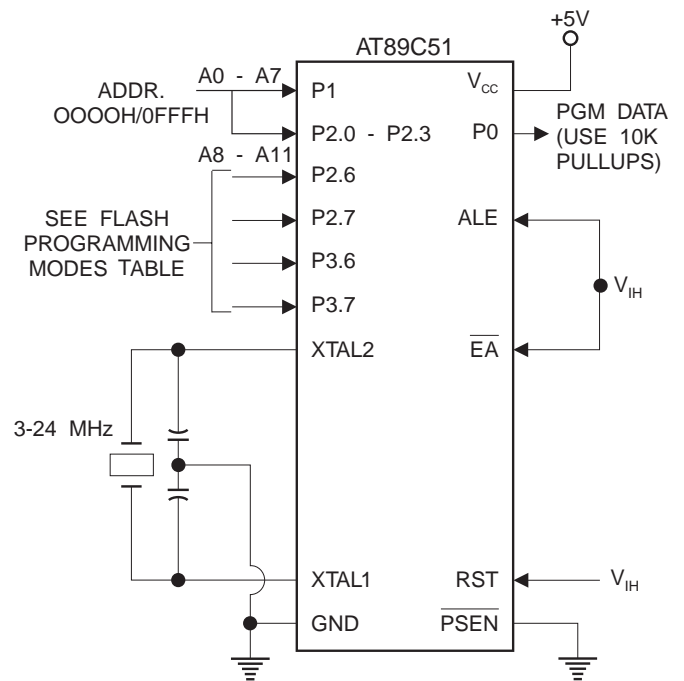 +5V
AT89C51
A0 - A7
ADDR.
OOOOH/0FFFH
P1
VCC
P2.0 - P2.3
P0
PGM DATA
(USE 10K
PULLUPS)
A8 - A11
P2.6
SEE FLASH
PROGRAMMING
MODES TABLE
P2.7
ALE
P3.6
VIH
P3.7
XTAL2
EA
3-24 MHz
XTAL1
RST
VIH
GND
PSEN